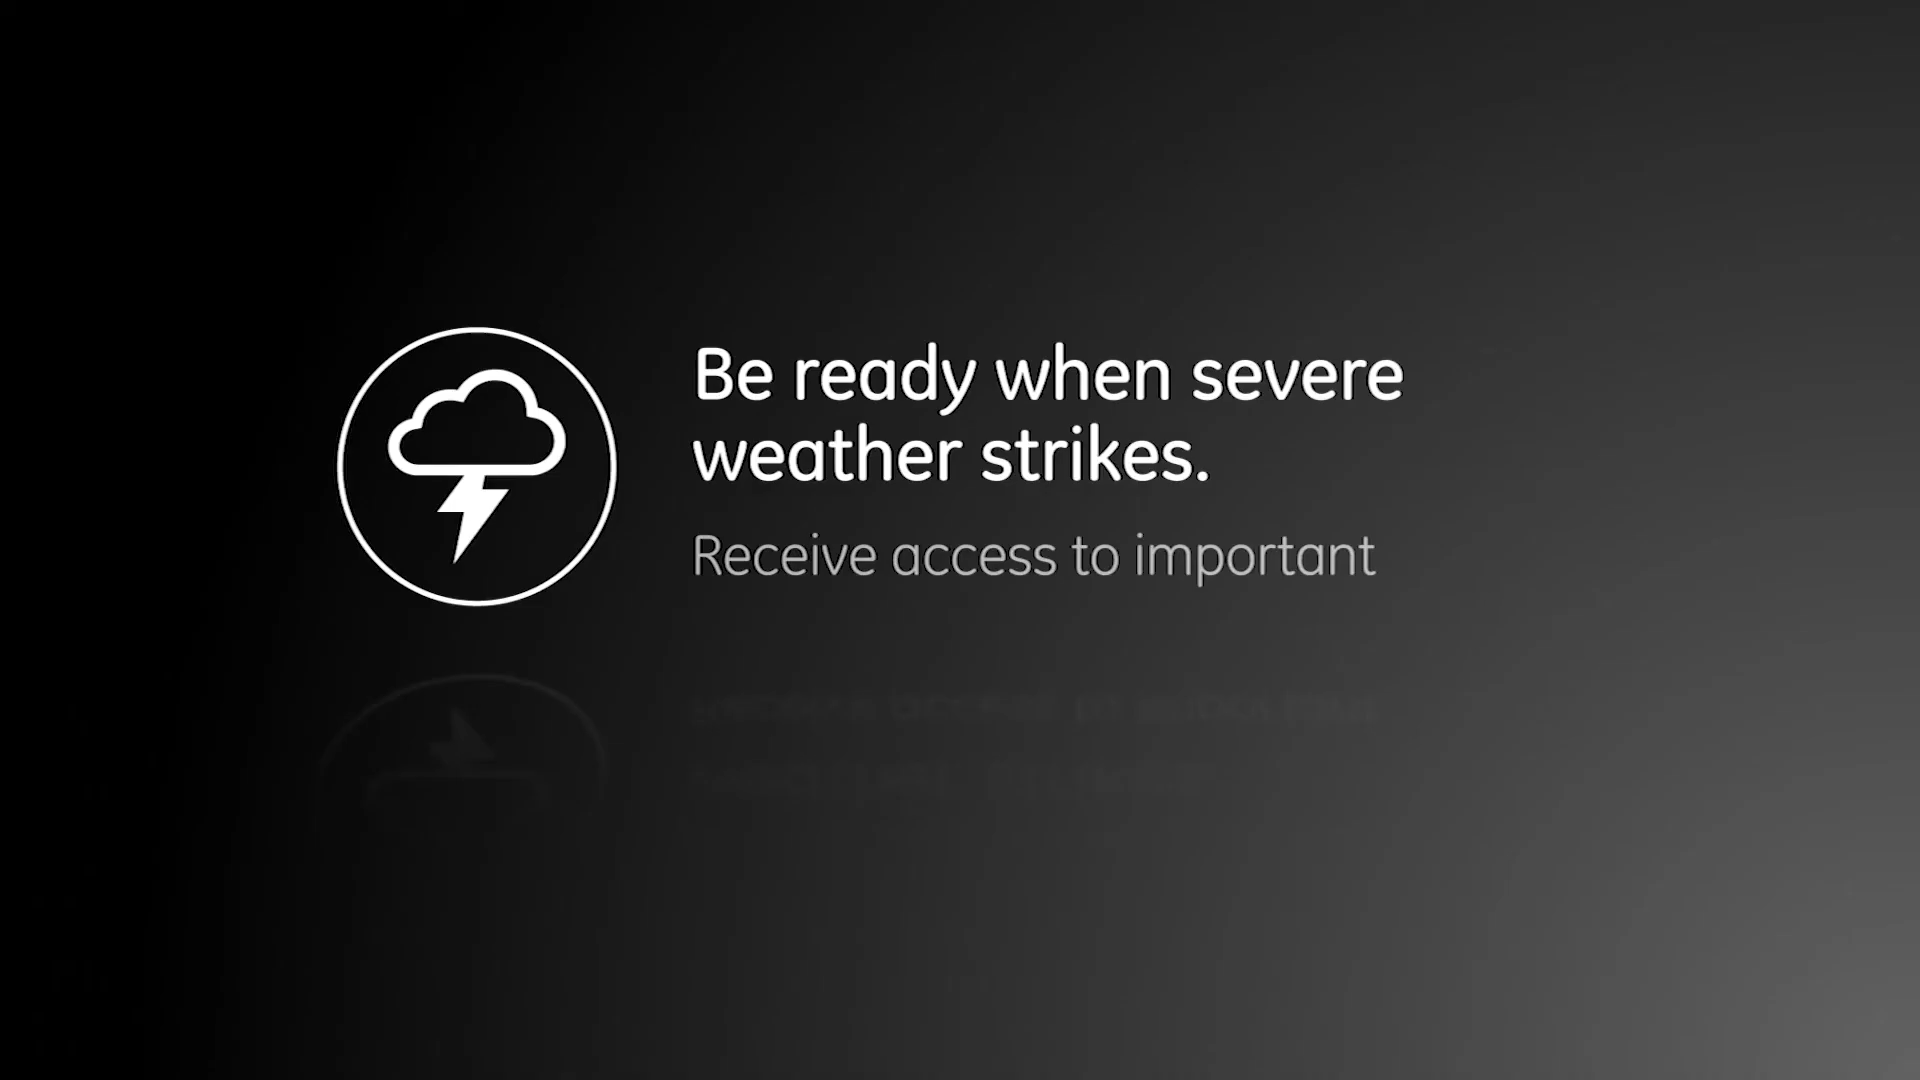 Be ready when severe
weather strikes.
Receive access to important